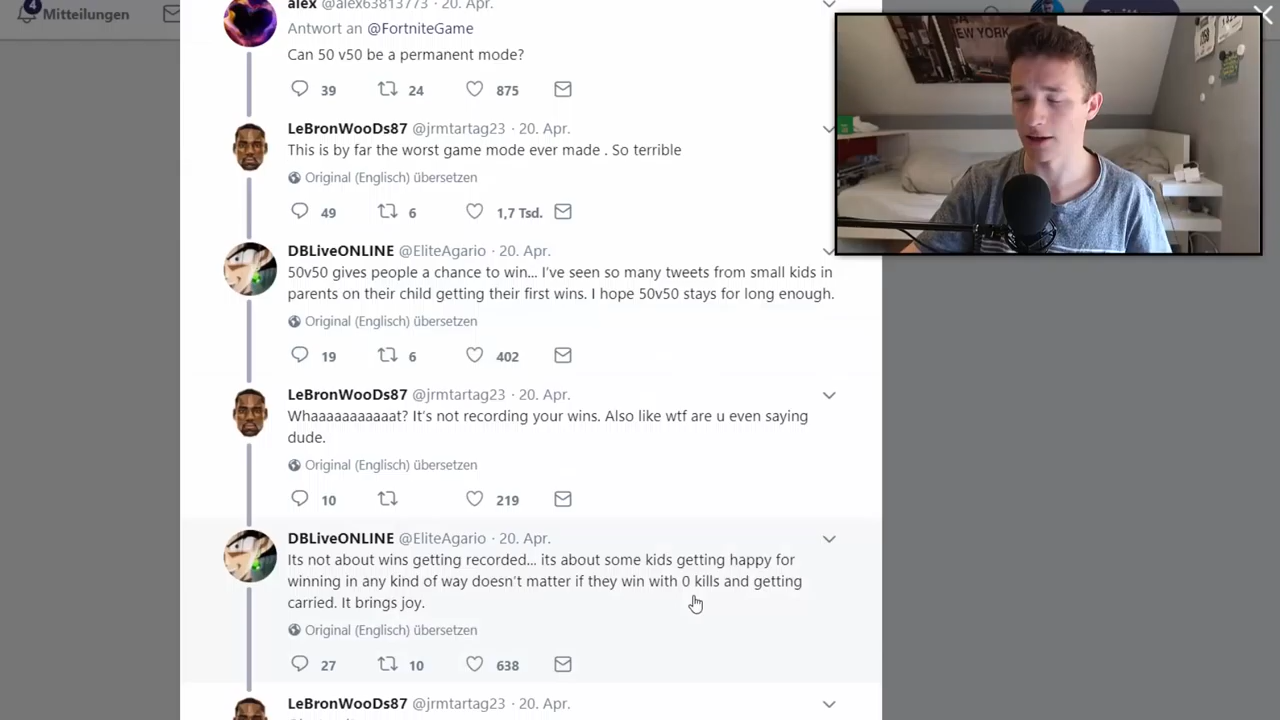 4
Mitteilungen
alex @alex63813773 · 20. Apr.
Antwort an @FortniteGame
Can 50 v50 be a permanent mode?
39 24 875
LeBronWooDs87 @jrmtartag23 · 20. Apr.
This is by far the worst game mode ever made . So terrible
Original (Englisch) übersetzen
49 6 1,7 Tsd.
DBLiveONLINE @EliteAgario · 20. Apr.
50v50 gives people a chance to win... I've seen so many tweets from small kids in
parents on their child getting their first wins. I hope 50v50 stays for long enough.
Original (Englisch) übersetzen
19 6 402
LeBronWooDs87 @jrmtartag23 · 20. Apr.
Whaaaaaaaaaat? It's not recording your wins. Also like wtf are u even saying
dude.
Original (Englisch) übersetzen
10 219
DBLiveONLINE @EliteAgario · 20. Apr.
Its not about wins getting recorded... its about some kids getting happy for
winning in any kind of way doesn't matter if they win with 0 kills and getting
carried. It brings joy.
Original (Englisch) übersetzen
27 10 638
LeBronWooDs87 @jrmtartag23 · 20. Apr.
NEW YORK